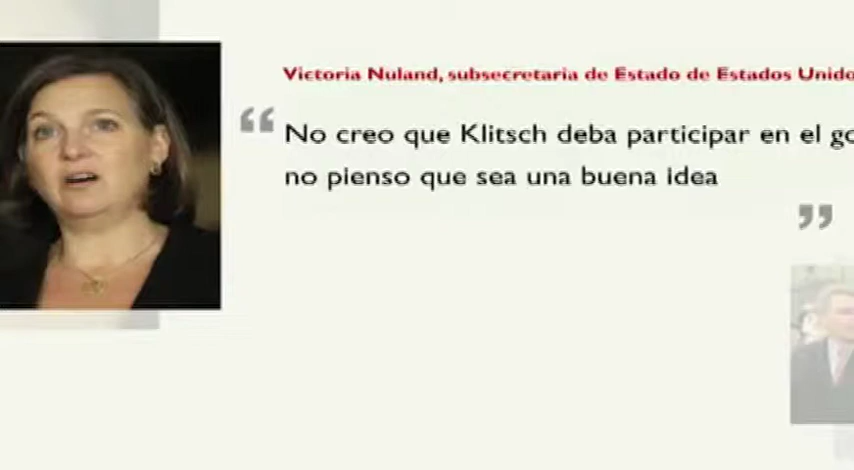 Victoria Nuland, subsecretaria de Estado de Estados
“ No creo que Klitsch deba participar en el
no pienso que sea una buena idea
”